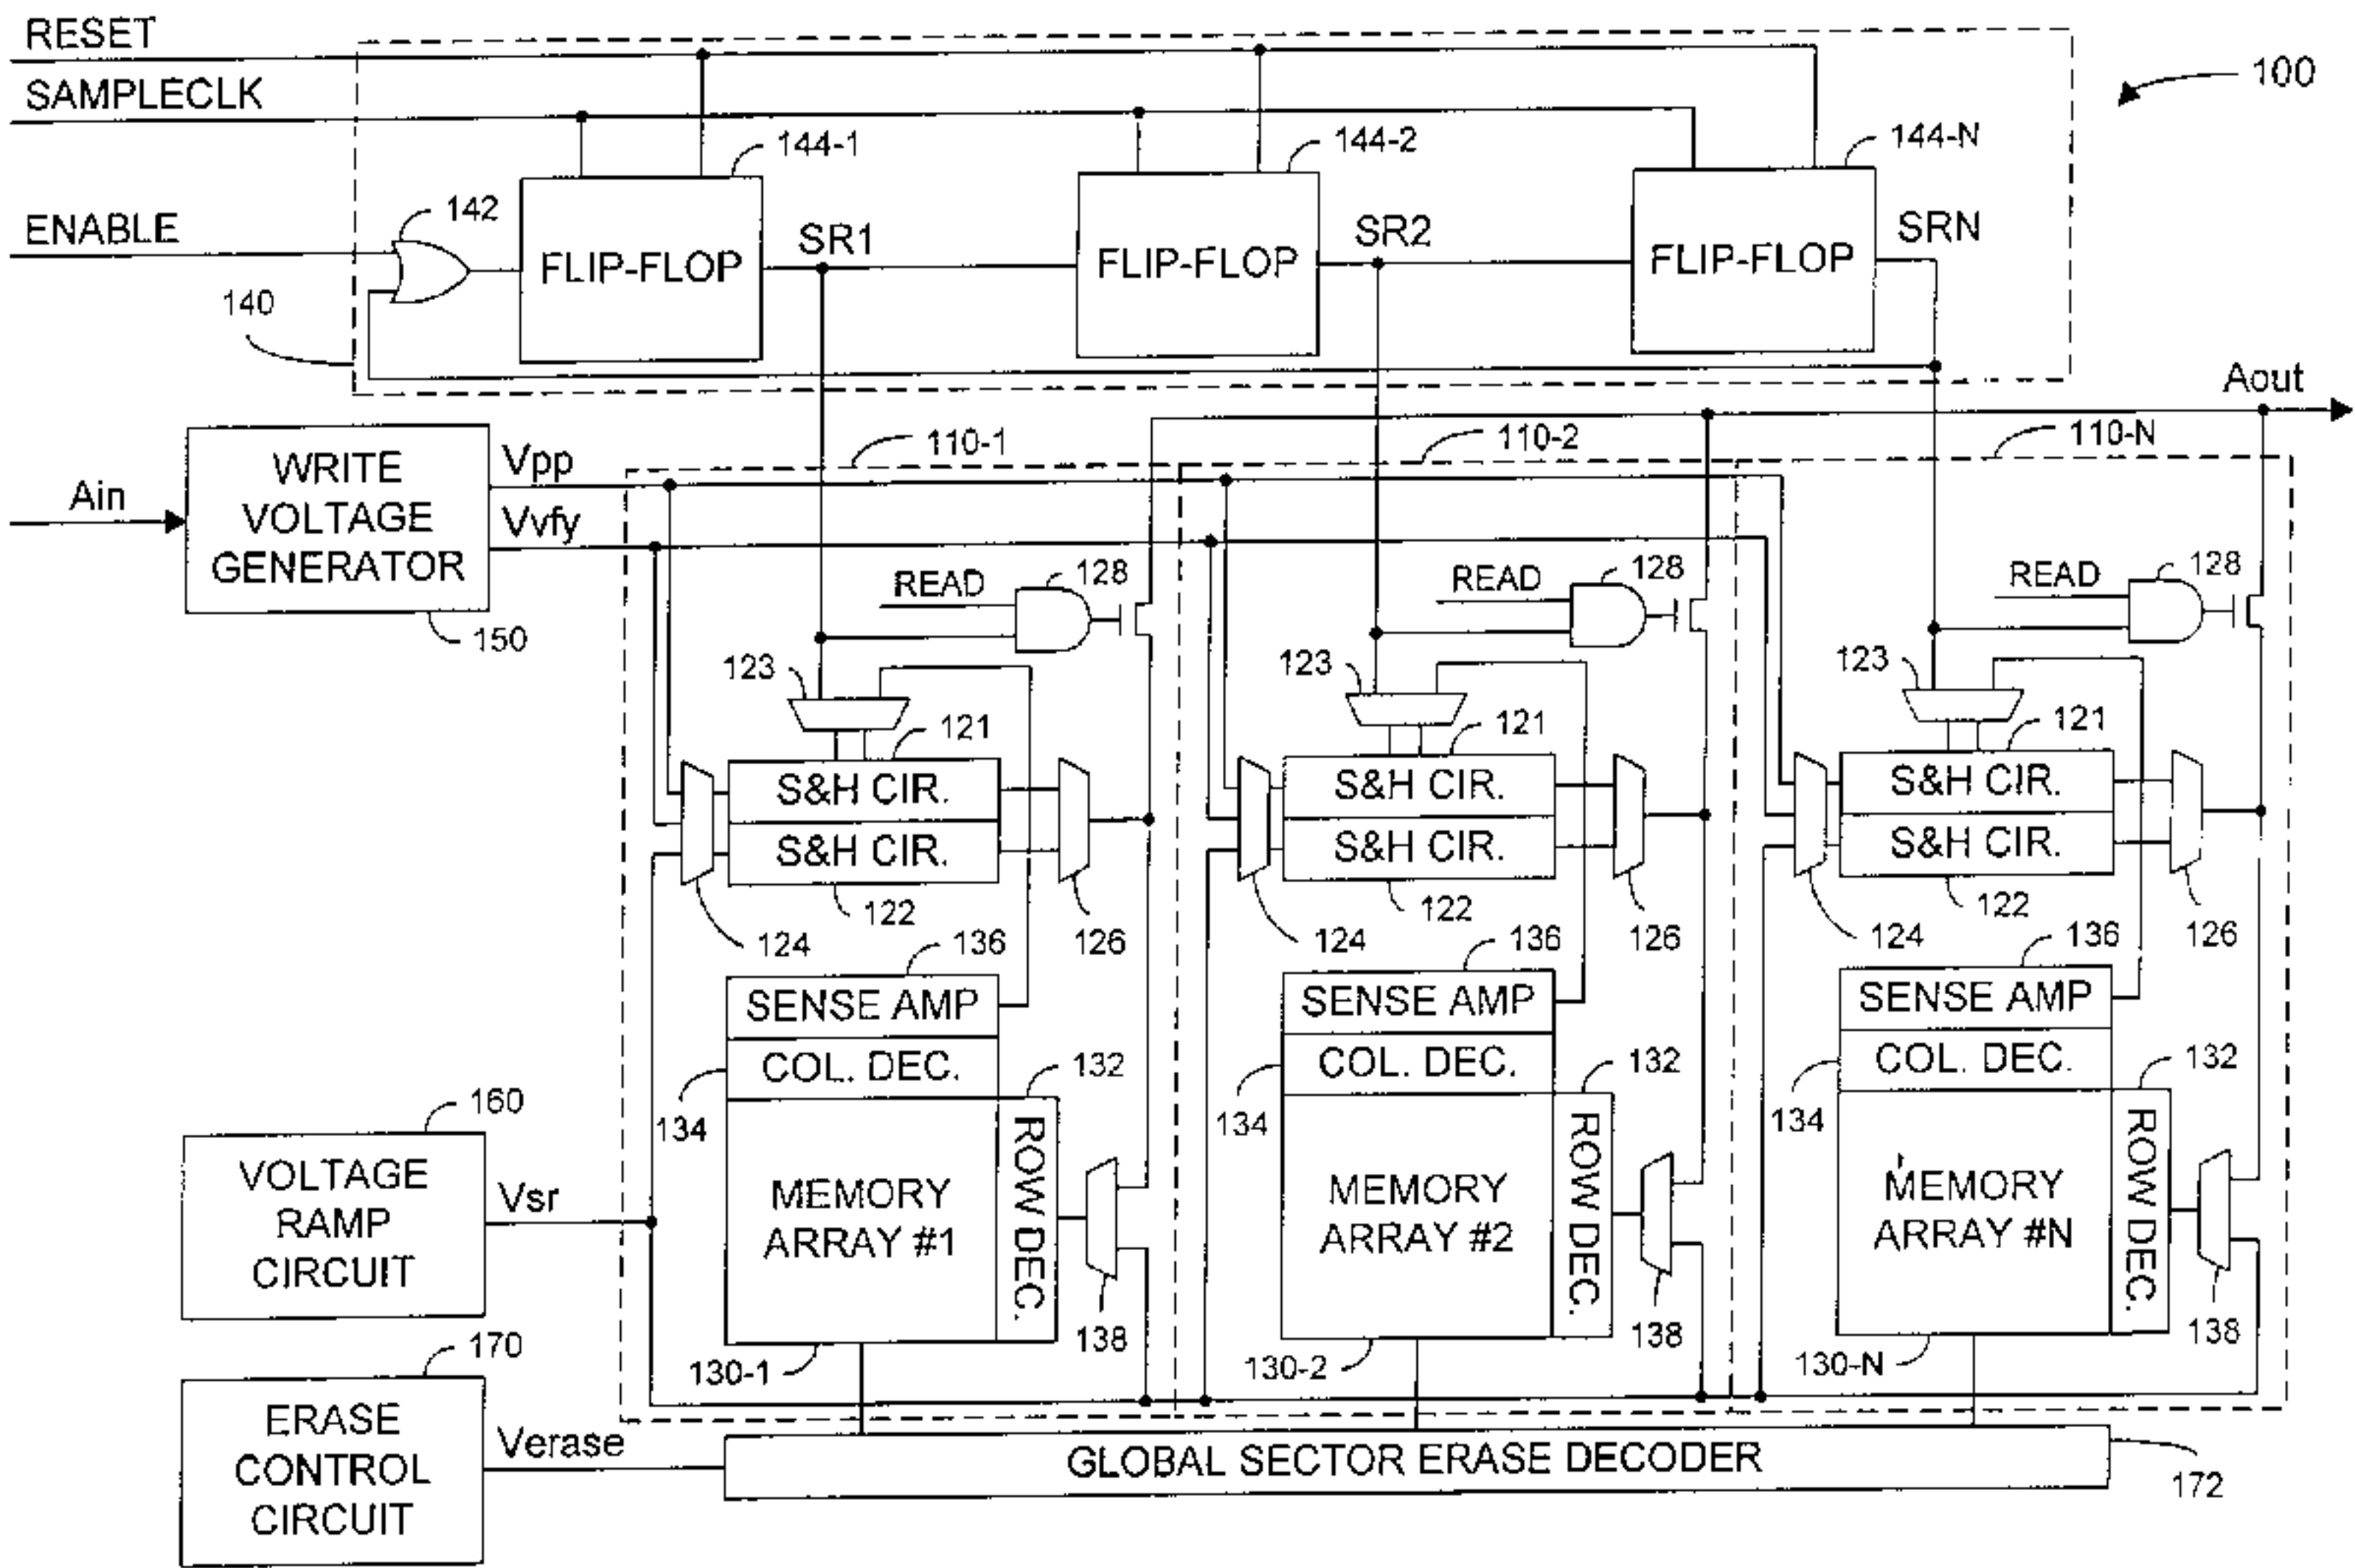 RESET
SAMPLECLK
100
144-1
144-2
144-N
ENABLE
142
FLIP-FLOP
SR1
FLIP-FLOP
SR2
FLIP-FLOP
SRN
140
Aout
110-1
110-2
110-N
Ain
WRITE
VOLTAGE
GENERATOR
Vpp
Vvfy
150
READ
128
READ
128
READ
128
123
123
123
121
121
121
S&H CIR.
S&H CIR.
S&H CIR.
S&H CIR.
S&H CIR.
S&H CIR.
122
122
122
124
126
124
126
124
126
136
136
136
SENSE AMP
SENSE AMP
SENSE AMP
COL. DEC.
COL. DEC.
COL. DEC.
132
132
132
134
134
134
MEMORY
ARRAY #1
ROW DEC.
MEMORY
ARRAY #2
ROW DEC.
MEMORY
ARRAY #N
ROW DEC.
138
138
138
130-1
130-2
130-N
160
VOLTAGE
RAMP
CIRCUIT
Vsr
170
ERASE
CONTROL
CIRCUIT
Verase
GLOBAL SECTOR ERASE DECODER
172